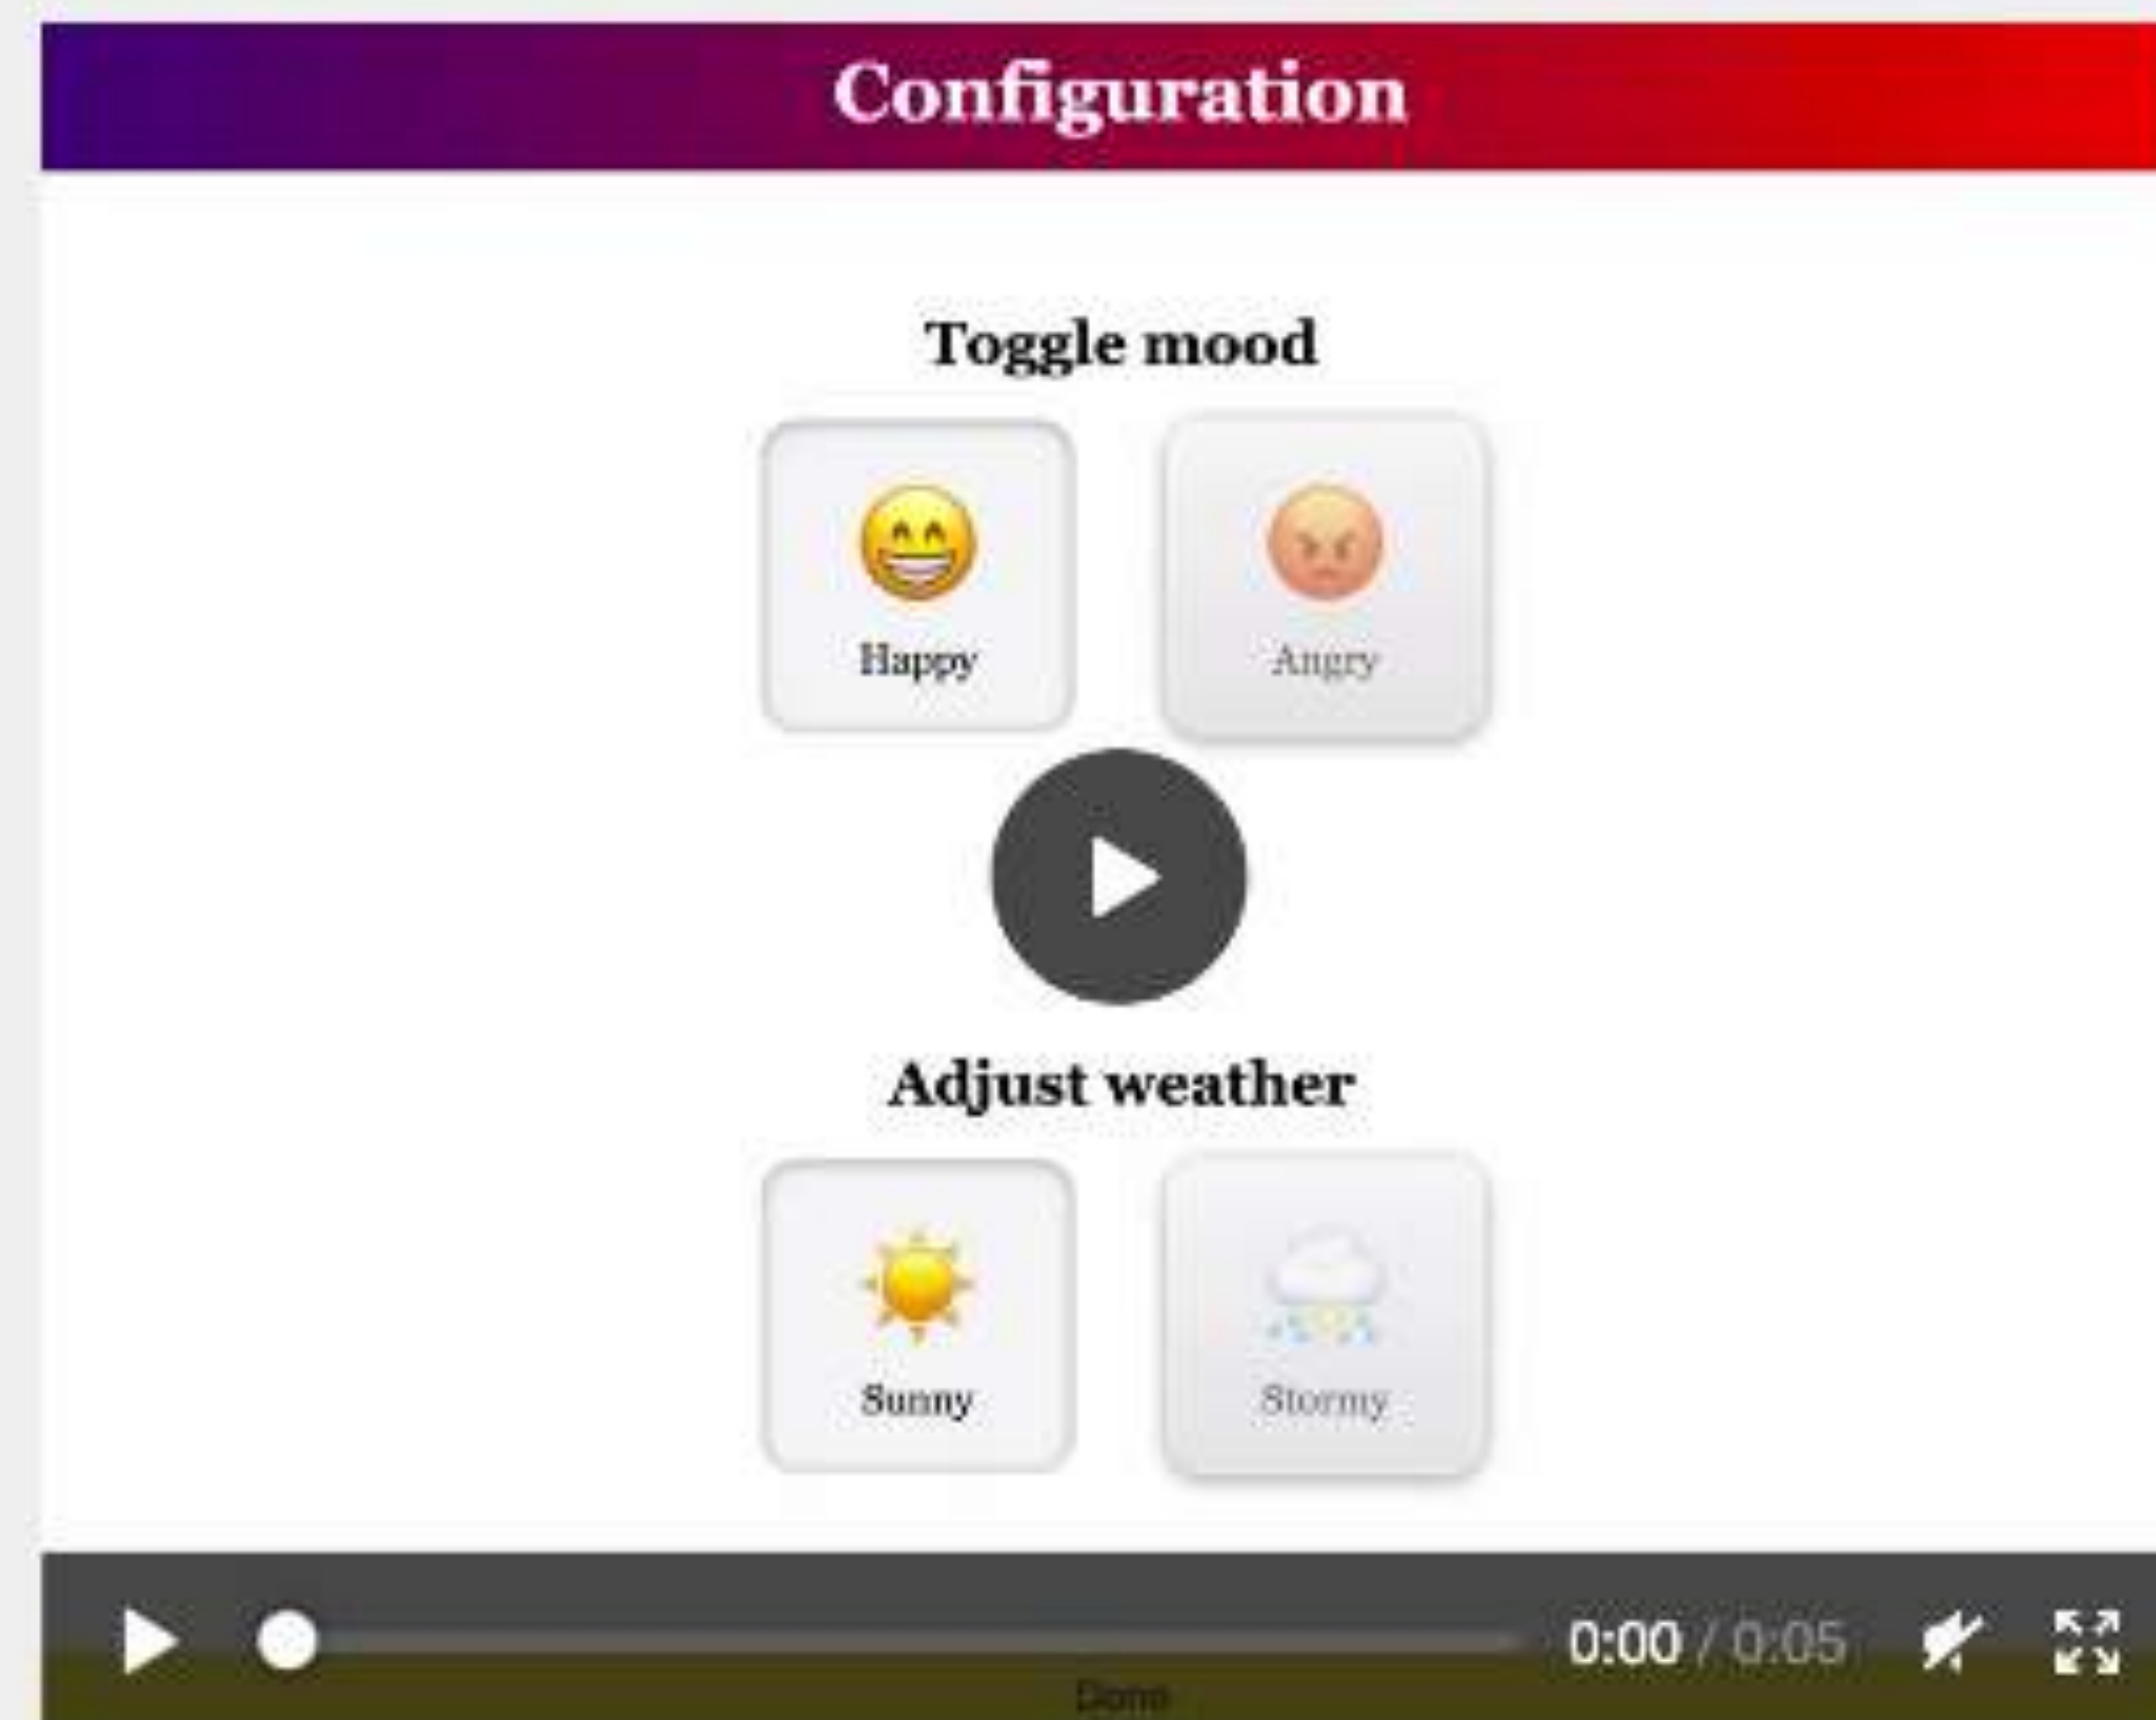 Configuration
Toggle mood
Happy Angry
Adjust weather
Sunny Stormy
0:00 / 0:05
Done